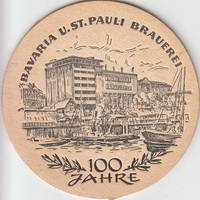 BAVARIA U. ST. PAULI BRAUEREI
100
JAHRE